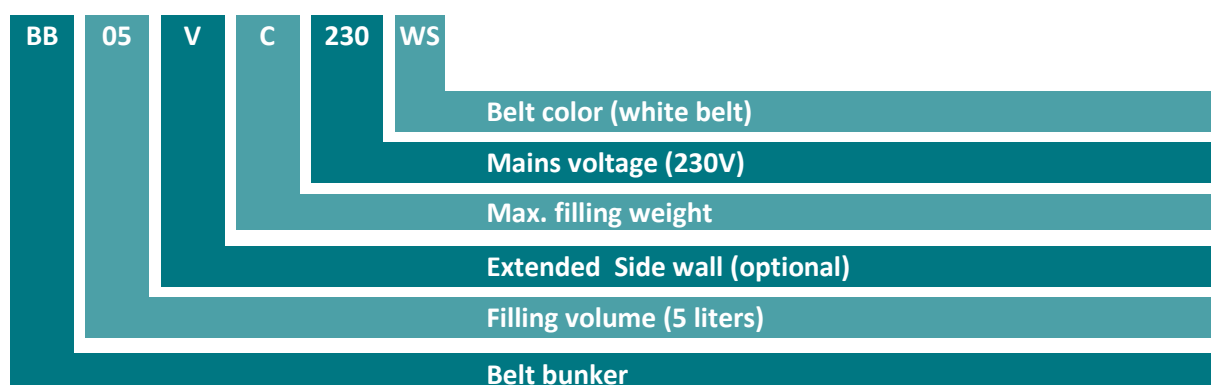 BB 05 V C 230 WS
Belt color (white belt)
Mains voltage (230V)
Max. filling weight
Extended Side wall (optional)
Filling volume (5 liters)
Belt bunker